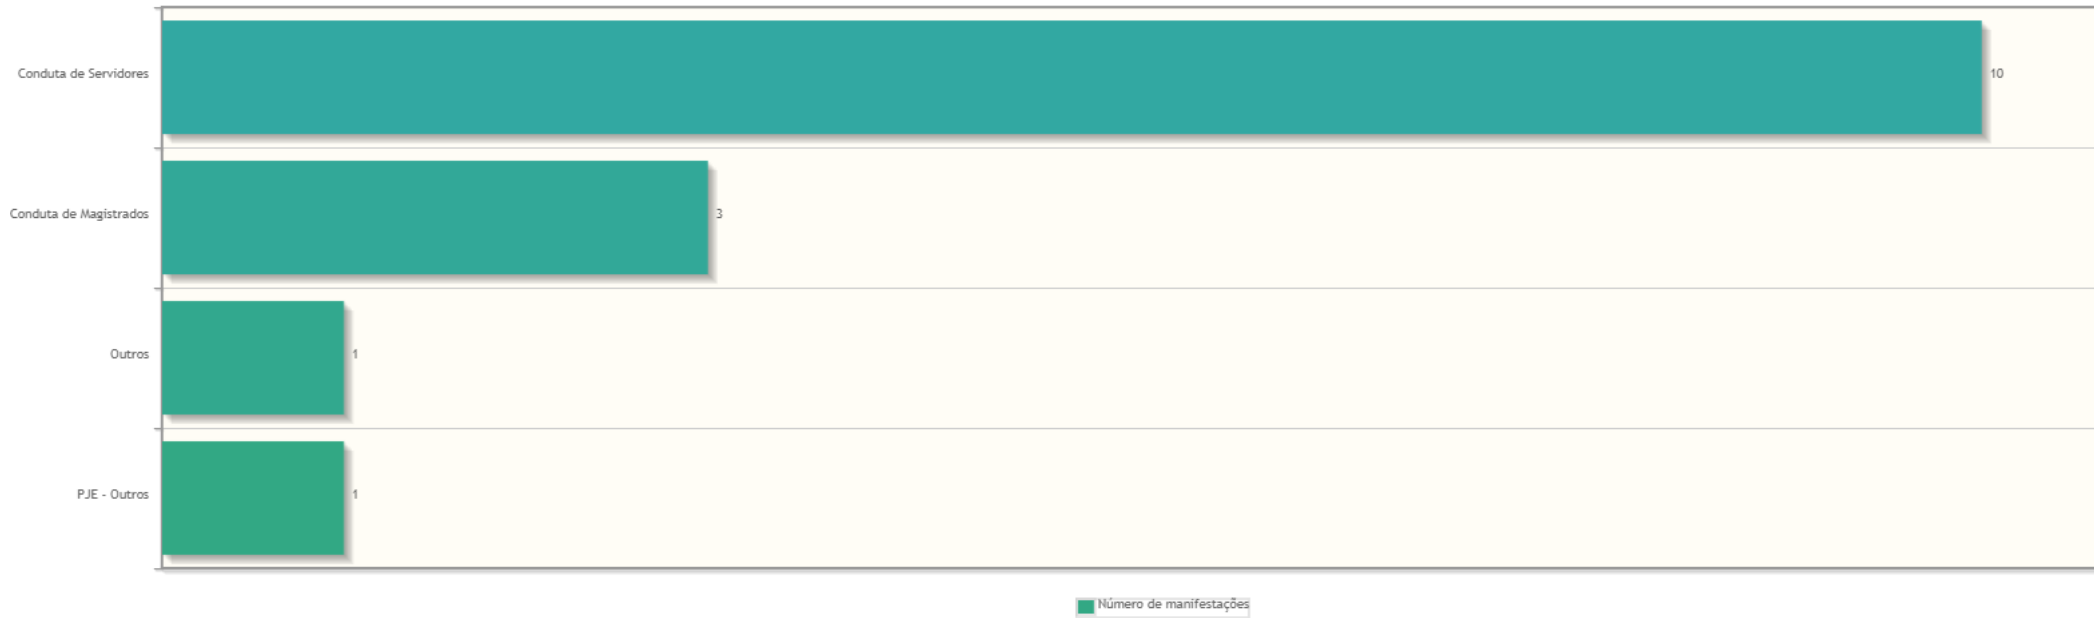 Conduta de Servidores
10
Conduta de Magistrados
3
Outros
1
PJE - Outros
1
Número de manifestações